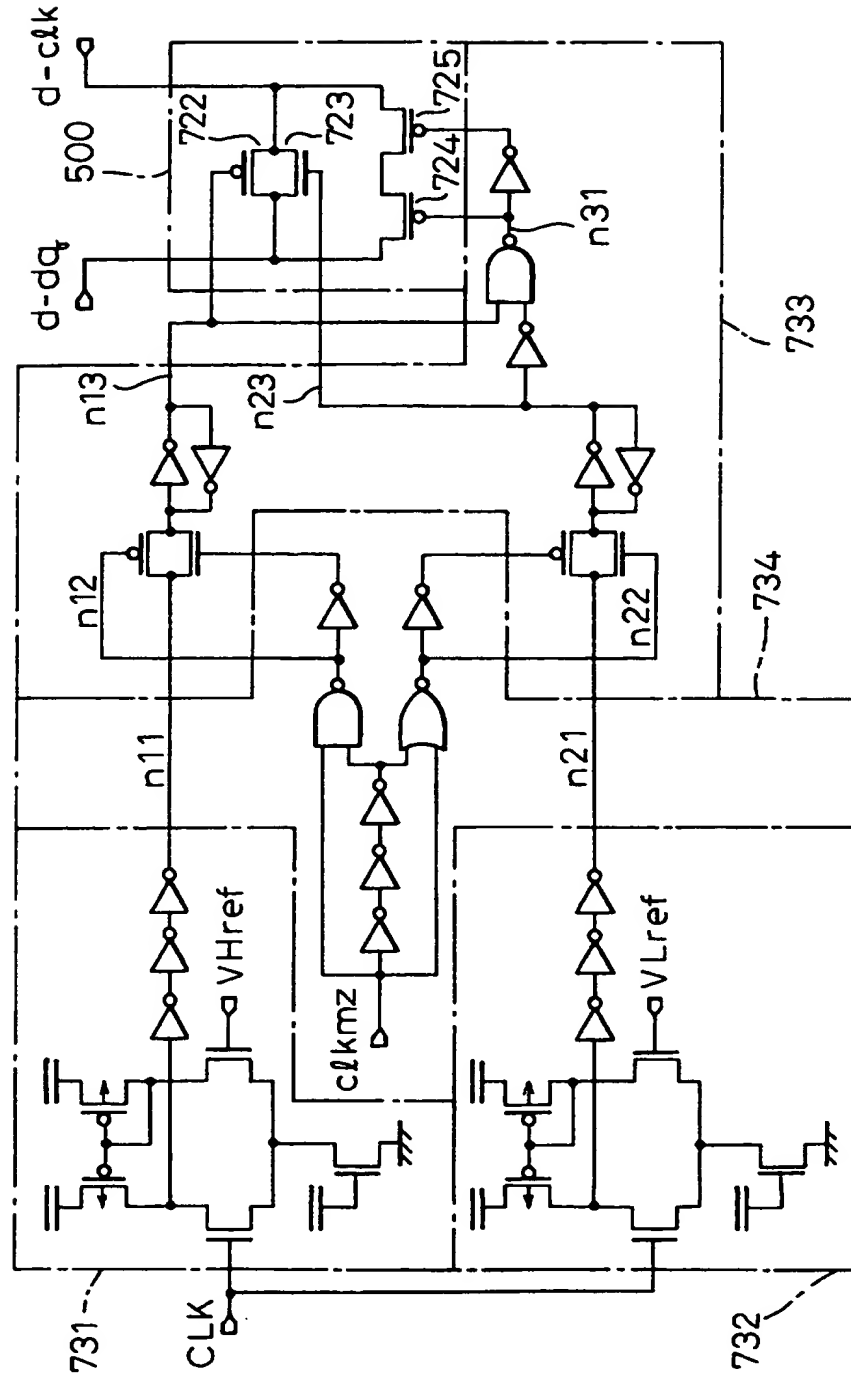 d-clk
d-dq
500
722
723
724
725
n13
n23
n31
733
n12
n22
734
n11
n21
VHref
clkmz
VLref
731
CLK
732